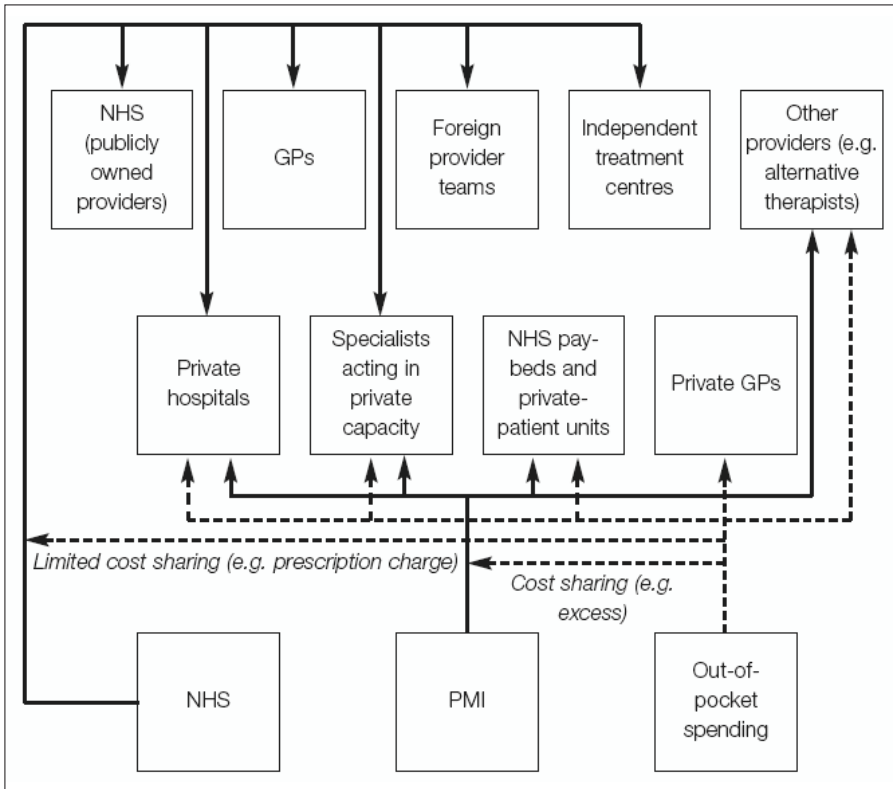 NHS
(publicly
owned
providers)
GPs
Foreign
provider
teams
Independent
treatment
centres
Other
providers (e.g.
alternative
therapists)
Private
hospitals
Specialists
acting in
private
capacity
NHS pay-
beds and
private-
patient units
Private GPs
Limited cost sharing (e.g. prescription charge)
Cost sharing (e.g.
excess)
NHS
PMI
Out-of-
pocket
spending